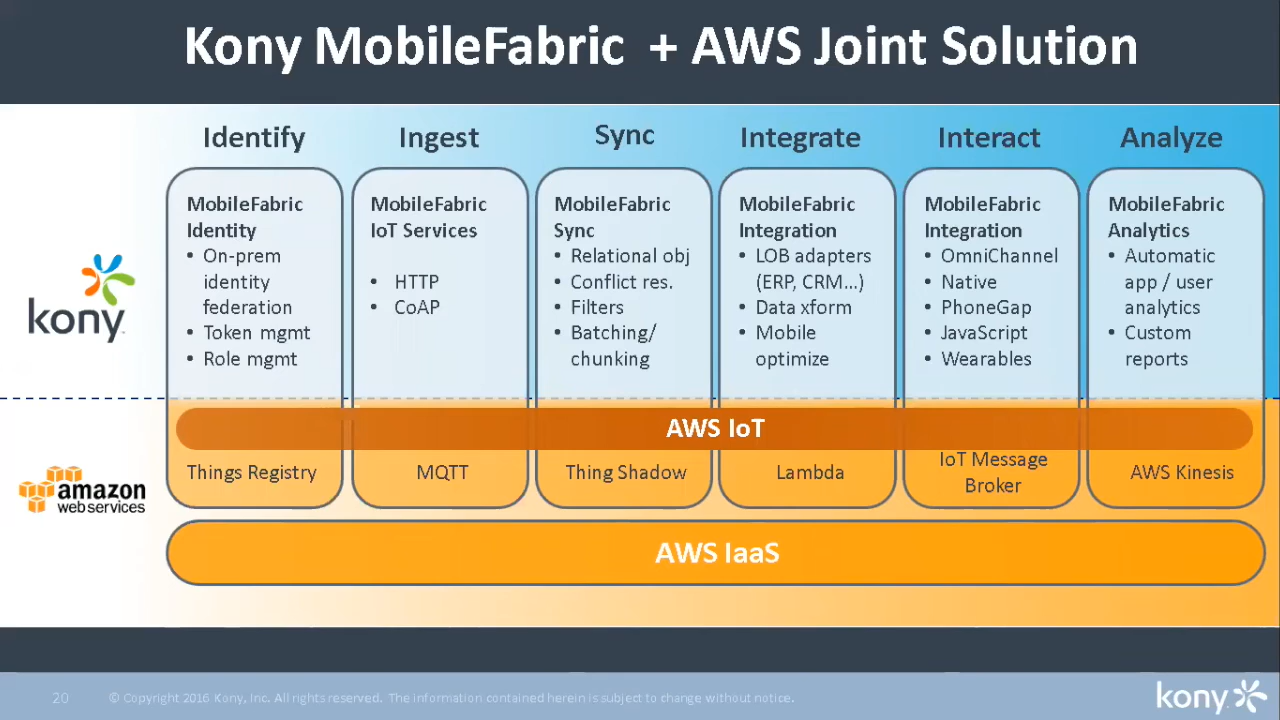 Kony MobileFabric + AWS Joint Solution
Identify
Ingest
Sync
Integrate
Interact
Analyze
MobileFabric
Identity
• On-prem
identity
federation
• Token mgmt
• Role mgmt
MobileFabric
IoT Services
• HTTP
• CoAP
MobileFabric
Sync
• Relational obj
• Conflict res.
• Filters
• Batching/
chunking
MobileFabric
Integration
• LOB adapters
(ERP, CRM...)
• Data xform
• Mobile
optimize
MobileFabric
Integration
• OmniChannel
• Native
• PhoneGap
• JavaScript
• Wearables
MobileFabric
Analytics
• Automatic
app / user
analytics
• Custom
reports
kony
AWS IoT
Things Registry
MQTT
Thing Shadow
Lambda
IoT Message
Broker
AWS Kinesis
amazon
web services
AWS IaaS
20
© Copyright 2016 Kony, Inc. All rights reserved. The information contained herein is subject to change without notice.
kony